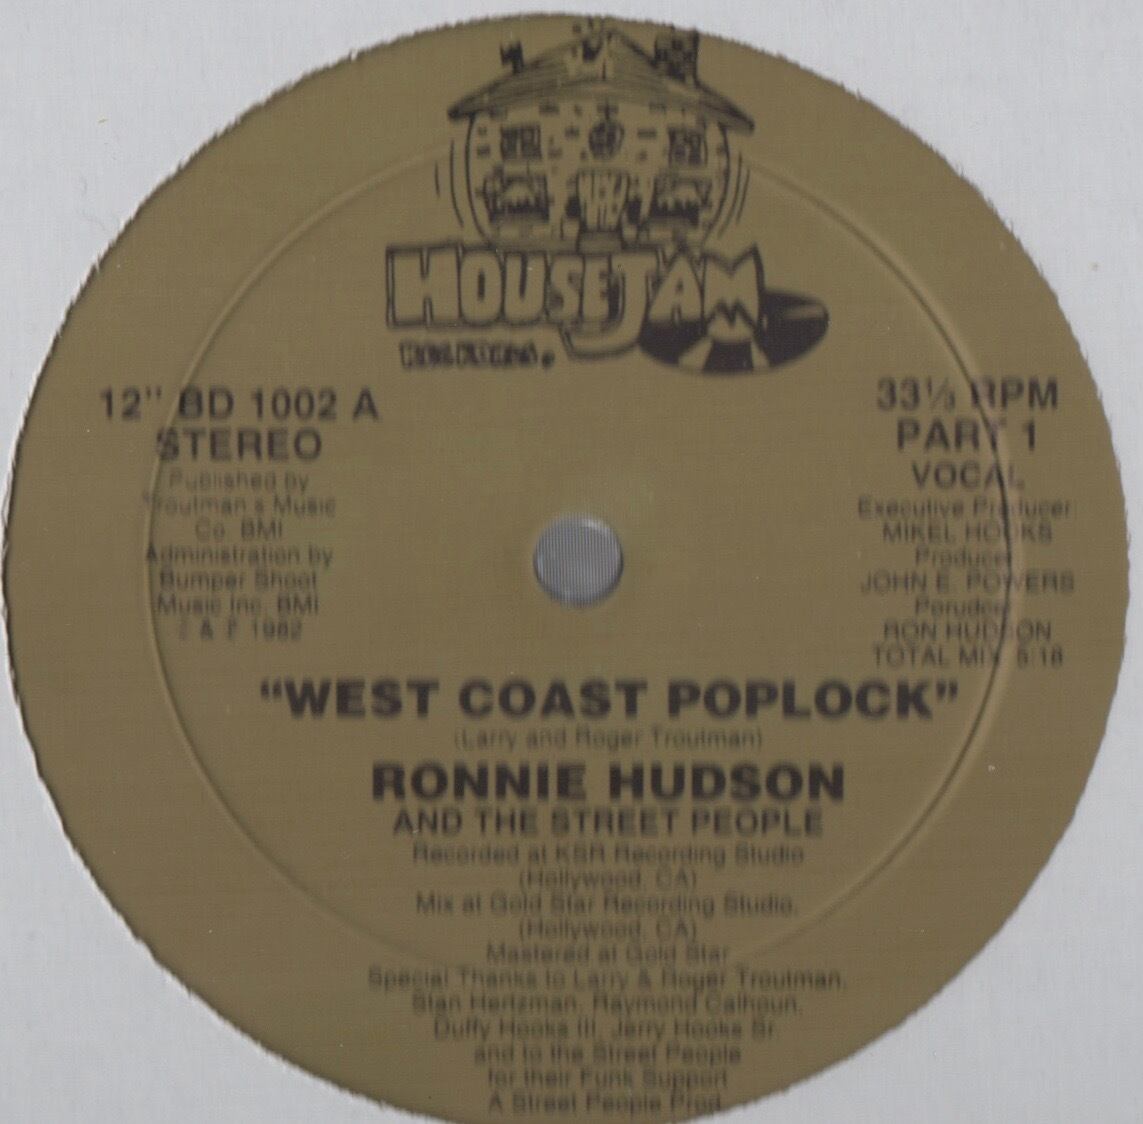 HOUSEJAM
RECORDS.
12" BD 1002 A
STEREO
Published by
Troutman's Music
Co. BMI
Administration by
Bumper Shoot
Music Inc. BMI
& 1982
33⅓ RPM
PART 1
VOCAL
Executive Producer
MIKEL HOOKS
Producer
JOHN E. POWERS
Porudcer
RON HUDSON
TOTAL MIX 5:18
"WEST COAST POPLOCK"
(Larry and Roger Troutman)
RONNIE HUDSON
AND THE STREET PEOPLE
Recorded at KSR Recording Studio
(Hollywood, CA)
Mix at Gold Star Recording Studio.
(Hollywood, CA)
Mastered at Gold Star
Special Thanks to Larry & Roger Troutman,
Stan Hertzman, Raymond Calhoun,
Duffy Hooks III, Jerry Hooks Sr
and to the Street People
for their Funk Support
A Street People Prod.